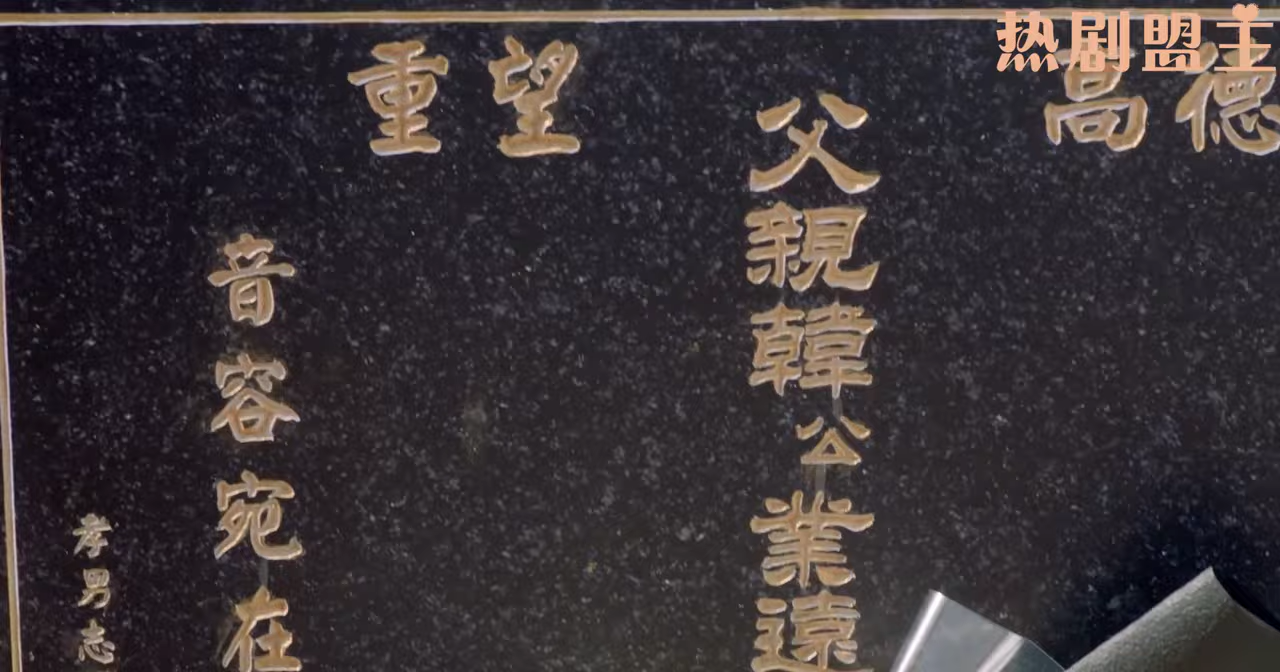 热剧盟主
高德望重
父親韓公業遠
音容宛在
孝男志